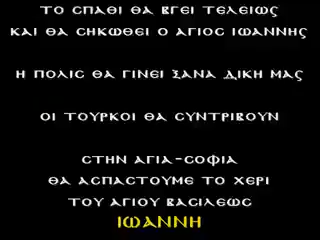 ΤΟ ΣΠΑΘΙ ΘΑ ΒΓΕΙ ΤΕΛΕΙΩΣ
ΚΑΙ ΘΑ ΣΗΚΩΘΕΙ Ο ΑΓΙΟΣ ΙΩΑΝΝΗΣ
Η ΠΟΛΙΣ ΘΑ ΓΙΝΕΙ ΞΑΝΑ ΔΙΚΗ ΜΑΣ
ΟΙ ΤΟΥΡΚΟΙ ΘΑ ΣΥΝΤΡΙΒΟΥΝ
ΣΤΗΝ ΑΓΙΑ-ΣΟΦΙΑ
ΘΑ ΑΣΠΑΣΤΟΥΜΕ ΤΟ ΧΕΡΙ
ΤΟΥ ΑΓΙΟΥ ΒΑΣΙΛΕΩΣ
ΙΩΑΝΝΗ